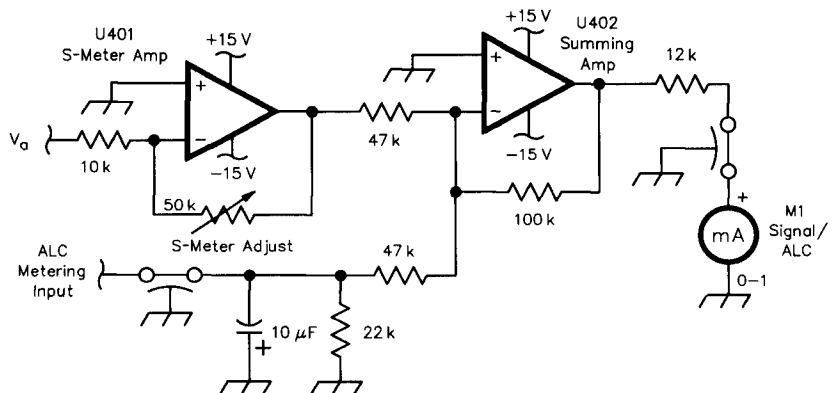 U401
S-Meter Amp
+15 V
+
−
−15 V
Va
10 k
50 k
S-Meter Adjust
47 k
U402
Summing
Amp
+15 V
+
−
−15 V
100 k
12 k
+
mA
0–1
M1
Signal/
ALC
ALC
Metering
Input
10 μF
+
22 k
47 k